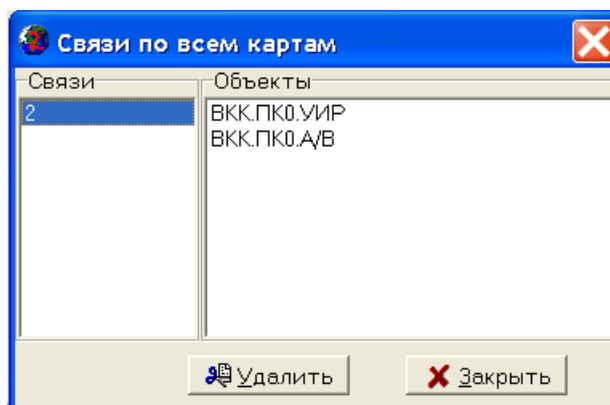 Связи по всем картам
Связи
Объекты
2
ВКК.ПК0.УИР
ВКК.ПК0.А/В
Удалить
Закрыть